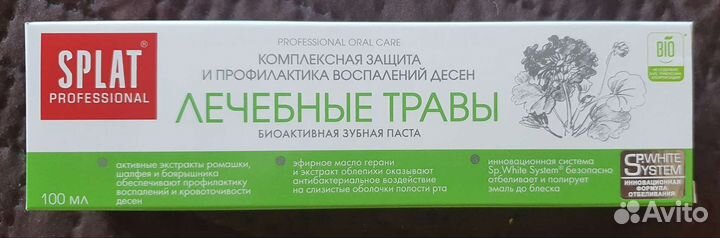 SPLAT®
PROFESSIONAL
PROFESSIONAL ORAL CARE
КОМПЛЕКСНАЯ ЗАЩИТА
И ПРОФИЛАКТИКА ВОСПАЛЕНИЙ ДЕСЕН
ЛЕЧЕБНЫЕ ТРАВЫ
БИОАКТИВНАЯ ЗУБНАЯ ПАСТА
BIO
активные экстракты ромашки,
шалфея и боярышника
обеспечивают профилактику
воспалений и кровоточивости
десен
эфирное масло герани
и экстракт облепихи оказывают
антибактериальное воздействие
на слизистые оболочки полости рта
инновационная система
Sp.White System® безопасно
отбеливает и полирует
эмаль до блеска
SP.WHITE
SYSTEM
ИННОВАЦИОННАЯ
ФОРМУЛА
ОТБЕЛИВАНИЯ
100 МЛ
Avito